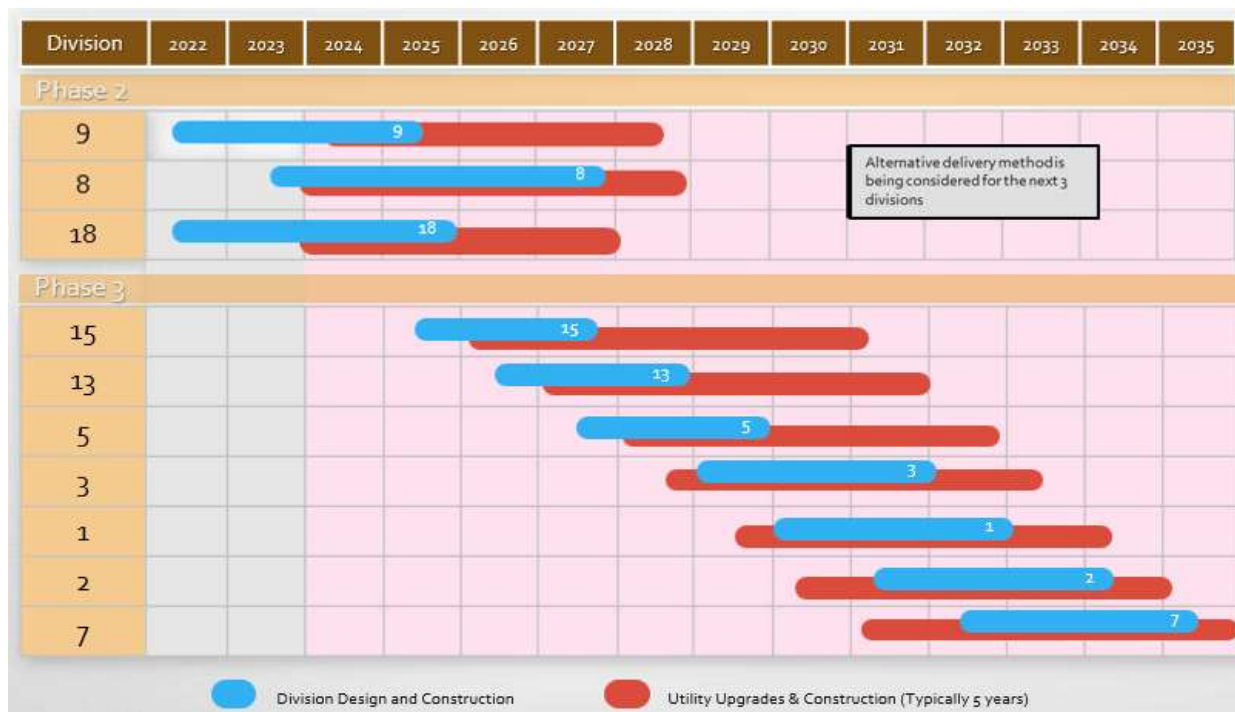 Division 2022 2023 2024 2025 2026 2027 2028 2029 2030 2031 2032 2033 2034 2035
Phase 2
9 9
Alternative delivery method is
being considered for the next 3
divisions
8 8
18 18
Phase 3
15 15
13 13
5 5
3 3
1 1
2 2
7 7
Division Design and Construction Utility Upgrades & Construction (Typically 5 years)